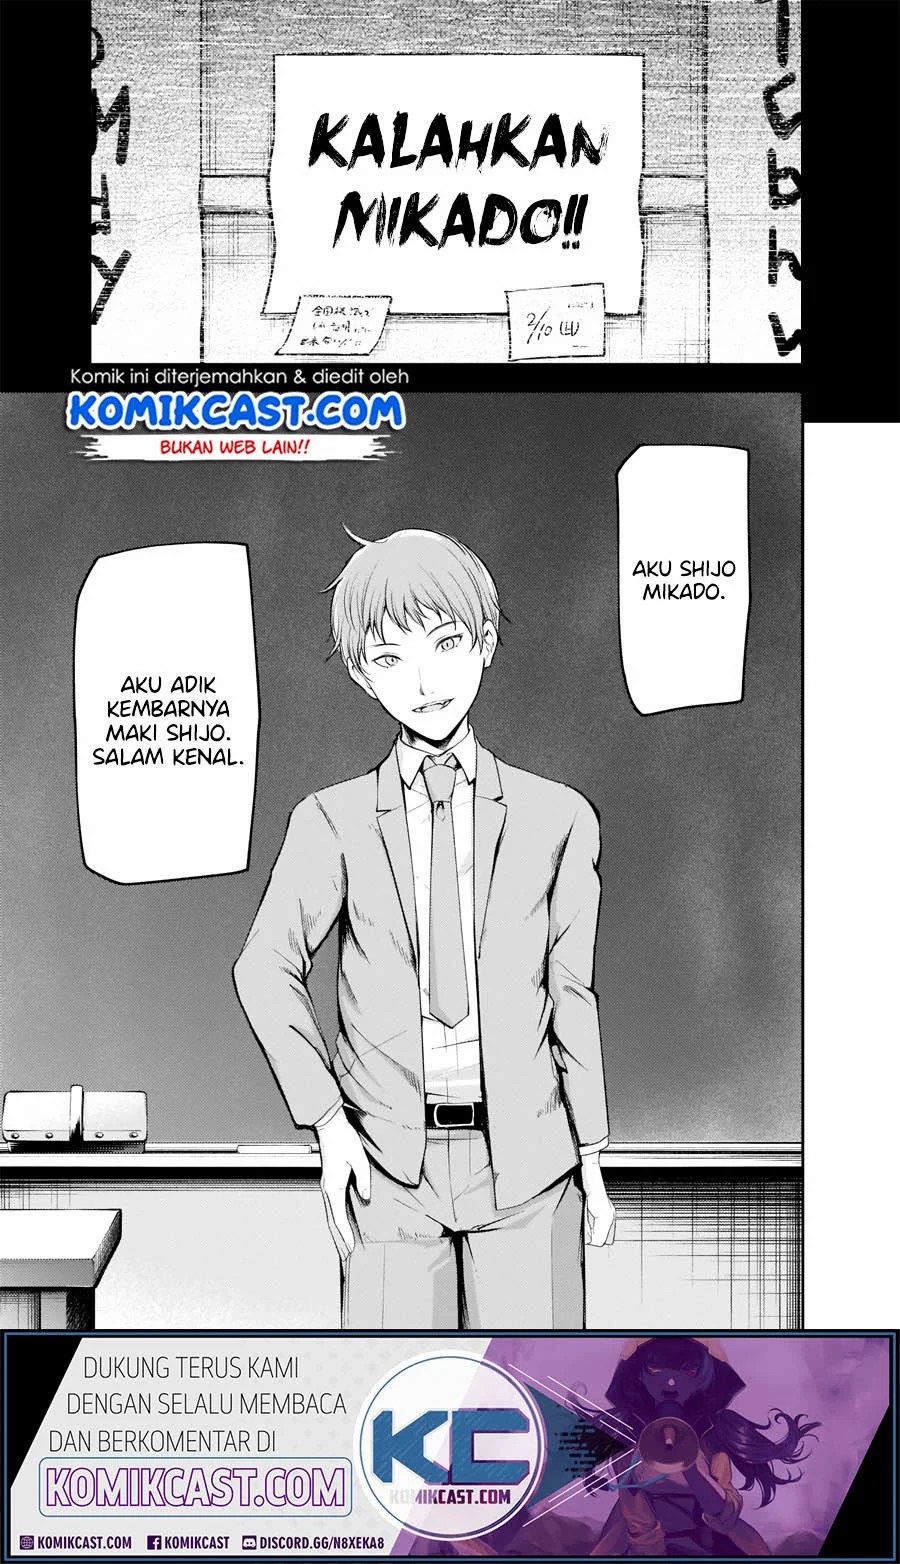 KALAHKAN
MIKADO!!
2/10 (土)
Komik ini diterjemahkan & diedit oleh
KOMIKCAST.COM
BUKAN WEB LAIN!!
AKU SHIJO
MIKADO.
AKU ADIK
KEMBARNYA
MAKI SHIJO.
SALAM KENAL.
DUKUNG TERUS KAMI
DENGAN SELALU MEMBACA
DAN BERKOMENTAR DI
KOMIKCAST.COM
KC
KOMIKCAST.COM
KOMIKCAST.COM
KOMIKCAST
DISCORD.GG/N8XEKA8